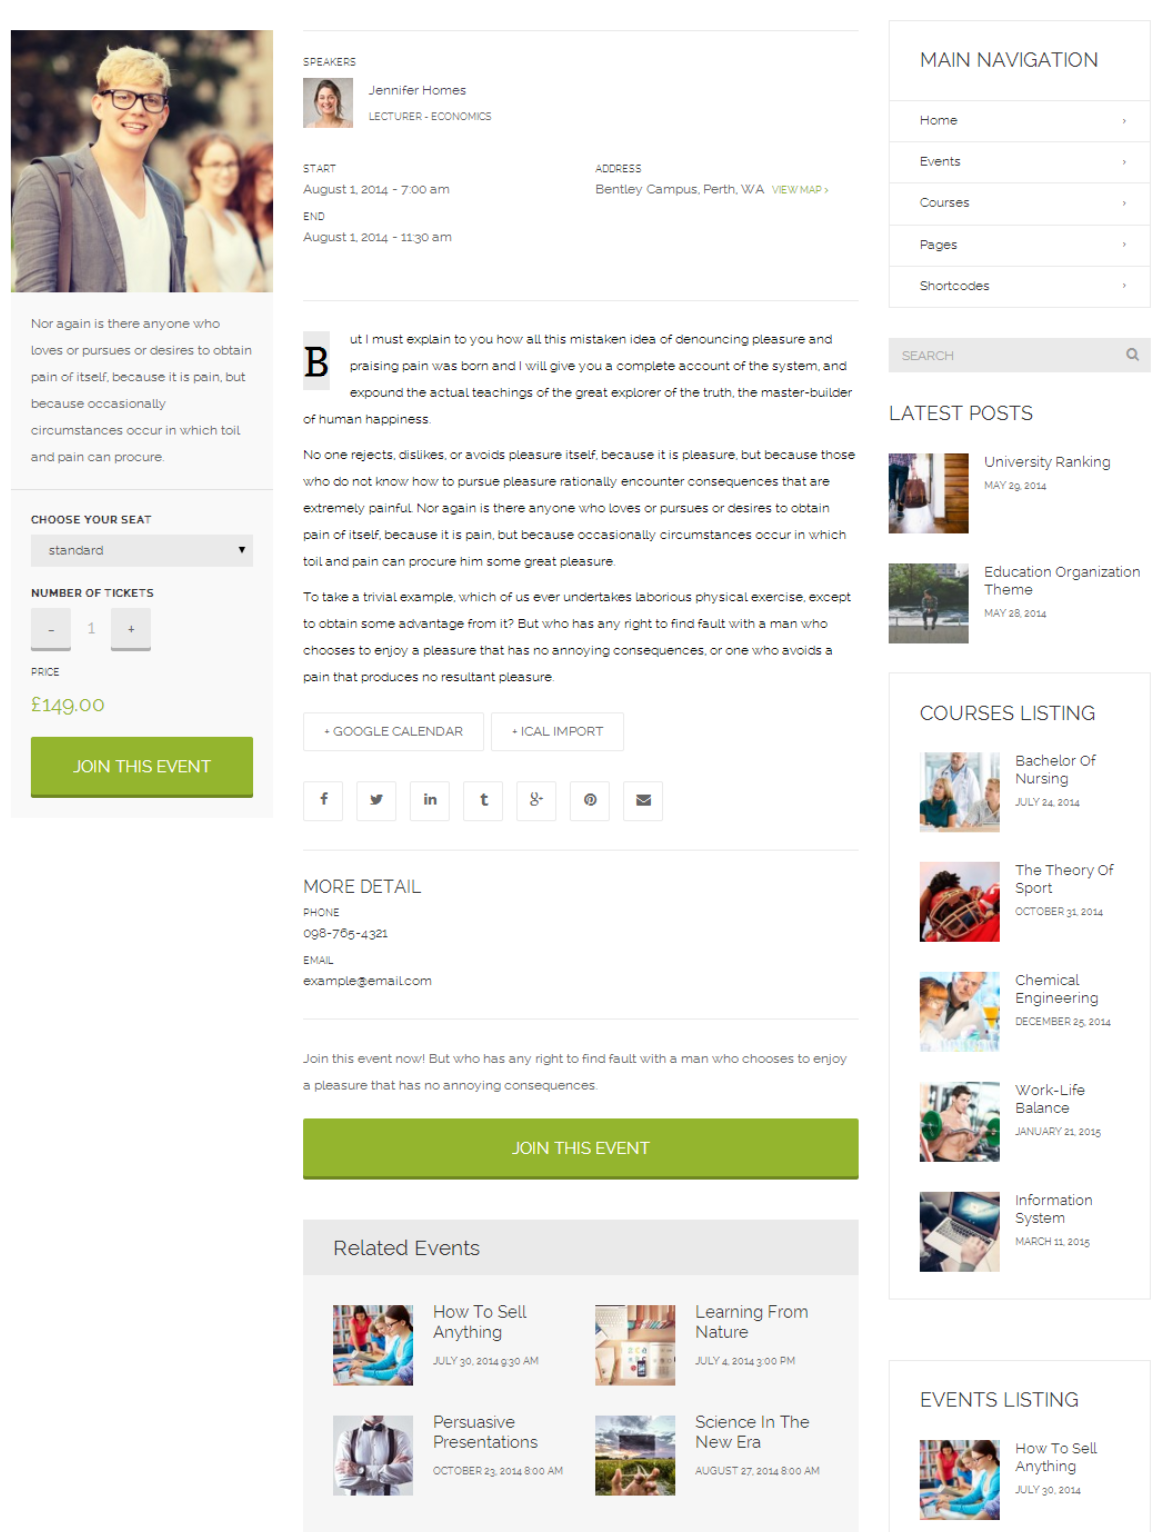 Nor again is there anyone who
loves or pursues or desires to obtain
pain of itself, because it is pain, but
because occasionally
circumstances occur in which toil
and pain can procure.
CHOOSE YOUR SEAT
standard
NUMBER OF TICKETS
- 1 +
PRICE
£149.00
JOIN THIS EVENT
SPEAKERS
Jennifer Homes
LECTURER - ECONOMICS
START
August 1, 2014 - 7:00 am
END
August 1, 2014 - 11:30 am
ADDRESS
Bentley Campus, Perth, WA VIEW MAP >
But I must explain to you how all this mistaken idea of denouncing pleasure and
praising pain was born and I will give you a complete account of the system, and
expound the actual teachings of the great explorer of the truth, the master-builder
of human happiness.
No one rejects, dislikes, or avoids pleasure itself, because it is pleasure, but because those
who do not know how to pursue pleasure rationally encounter consequences that are
extremely painful. Nor again is there anyone who loves or pursues or desires to obtain
pain of itself, because it is pain, but because occasionally circumstances occur in which
toil and pain can procure him some great pleasure.
To take a trivial example, which of us ever undertakes laborious physical exercise, except
to obtain some advantage from it? But who has any right to find fault with a man who
chooses to enjoy a pleasure that has no annoying consequences, or one who avoids a
pain that produces no resultant pleasure.
+ GOOGLE CALENDAR
+ ICAL IMPORT
MORE DETAIL
PHONE
098-765-4321
EMAIL
example@email.com
Join this event now! But who has any right to find fault with a man who chooses to enjoy
a pleasure that has no annoying consequences.
JOIN THIS EVENT
Related Events
How To Sell
Anything
JULY 30, 2014 9:30 AM
Learning From
Nature
JULY 4, 2014 3:00 PM
Persuasive
Presentations
OCTOBER 23, 2014 8:00 AM
Science In The
New Era
AUGUST 27, 2014 8:00 AM
MAIN NAVIGATION
Home
Events
Courses
Pages
Shortcodes
SEARCH
LATEST POSTS
University Ranking
MAY 29, 2014
Education Organization
Theme
MAY 28, 2014
COURSES LISTING
Bachelor Of
Nursing
JULY 24, 2014
The Theory Of
Sport
OCTOBER 31, 2014
Chemical
Engineering
DECEMBER 25, 2014
Work-Life
Balance
JANUARY 21, 2015
Information
System
MARCH 11, 2015
EVENTS LISTING
How To Sell
Anything
JULY 30, 2014